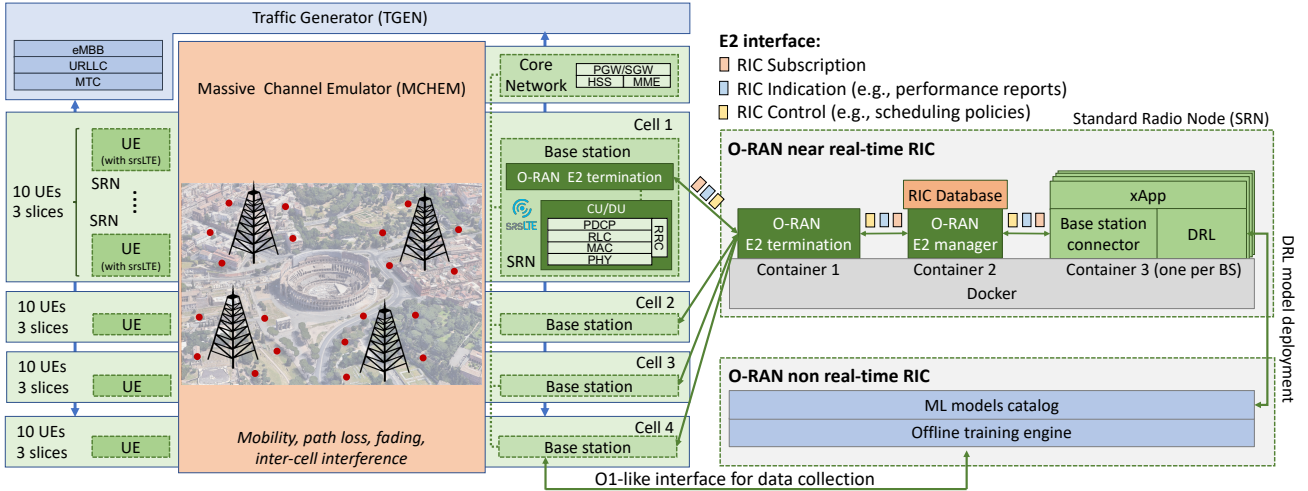 Traffic Generator (TGEN)
eMBB
URLLC
MTC
Massive Channel Emulator (MCHEM)
Core
Network
PGW/SGW
HSS
MME
E2 interface:
RIC Subscription
RIC Indication (e.g., performance reports)
RIC Control (e.g., scheduling policies)
Cell 1
10 UEs
3 slices
UE
(with srsLTE)
SRN
SRN
UE
(with srsLTE)
Base station
O-RAN E2 termination
srsLTE
SRN
CU/DU
PDCP
RLC
MAC
PHY
RRC
Standard Radio Node (SRN)
O-RAN near real-time RIC
RIC Database
O-RAN
E2 termination
O-RAN
E2 manager
xApp
Base station
connector
DRL
Container 1
Container 2
Container 3 (one per BS)
Docker
DRL model deployment
10 UEs
3 slices
UE
Cell 2
Base station
10 UEs
3 slices
UE
Cell 3
Base station
10 UEs
3 slices
UE
Cell 4
Base station
Mobility, path loss, fading,
inter-cell interference
O-RAN non real-time RIC
ML models catalog
Offline training engine
O1-like interface for data collection